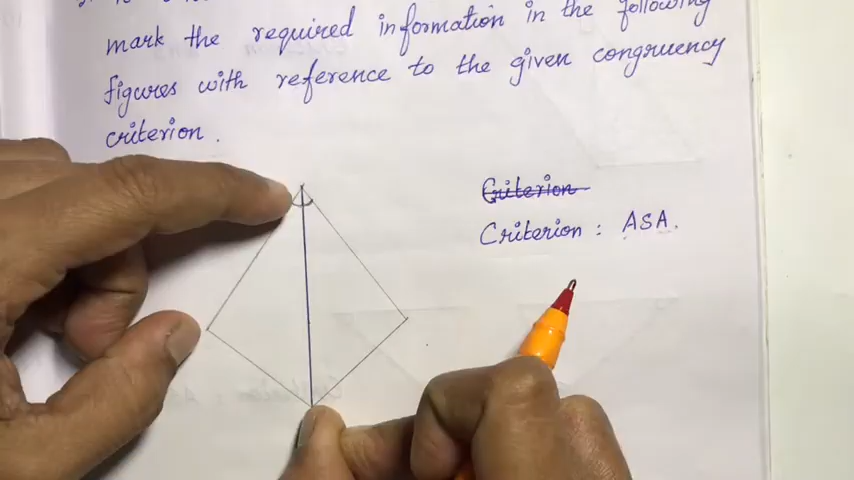 mark the required information in the following
figures with reference to the given congruency
criterion.
Criterion
Criterion : ASA.